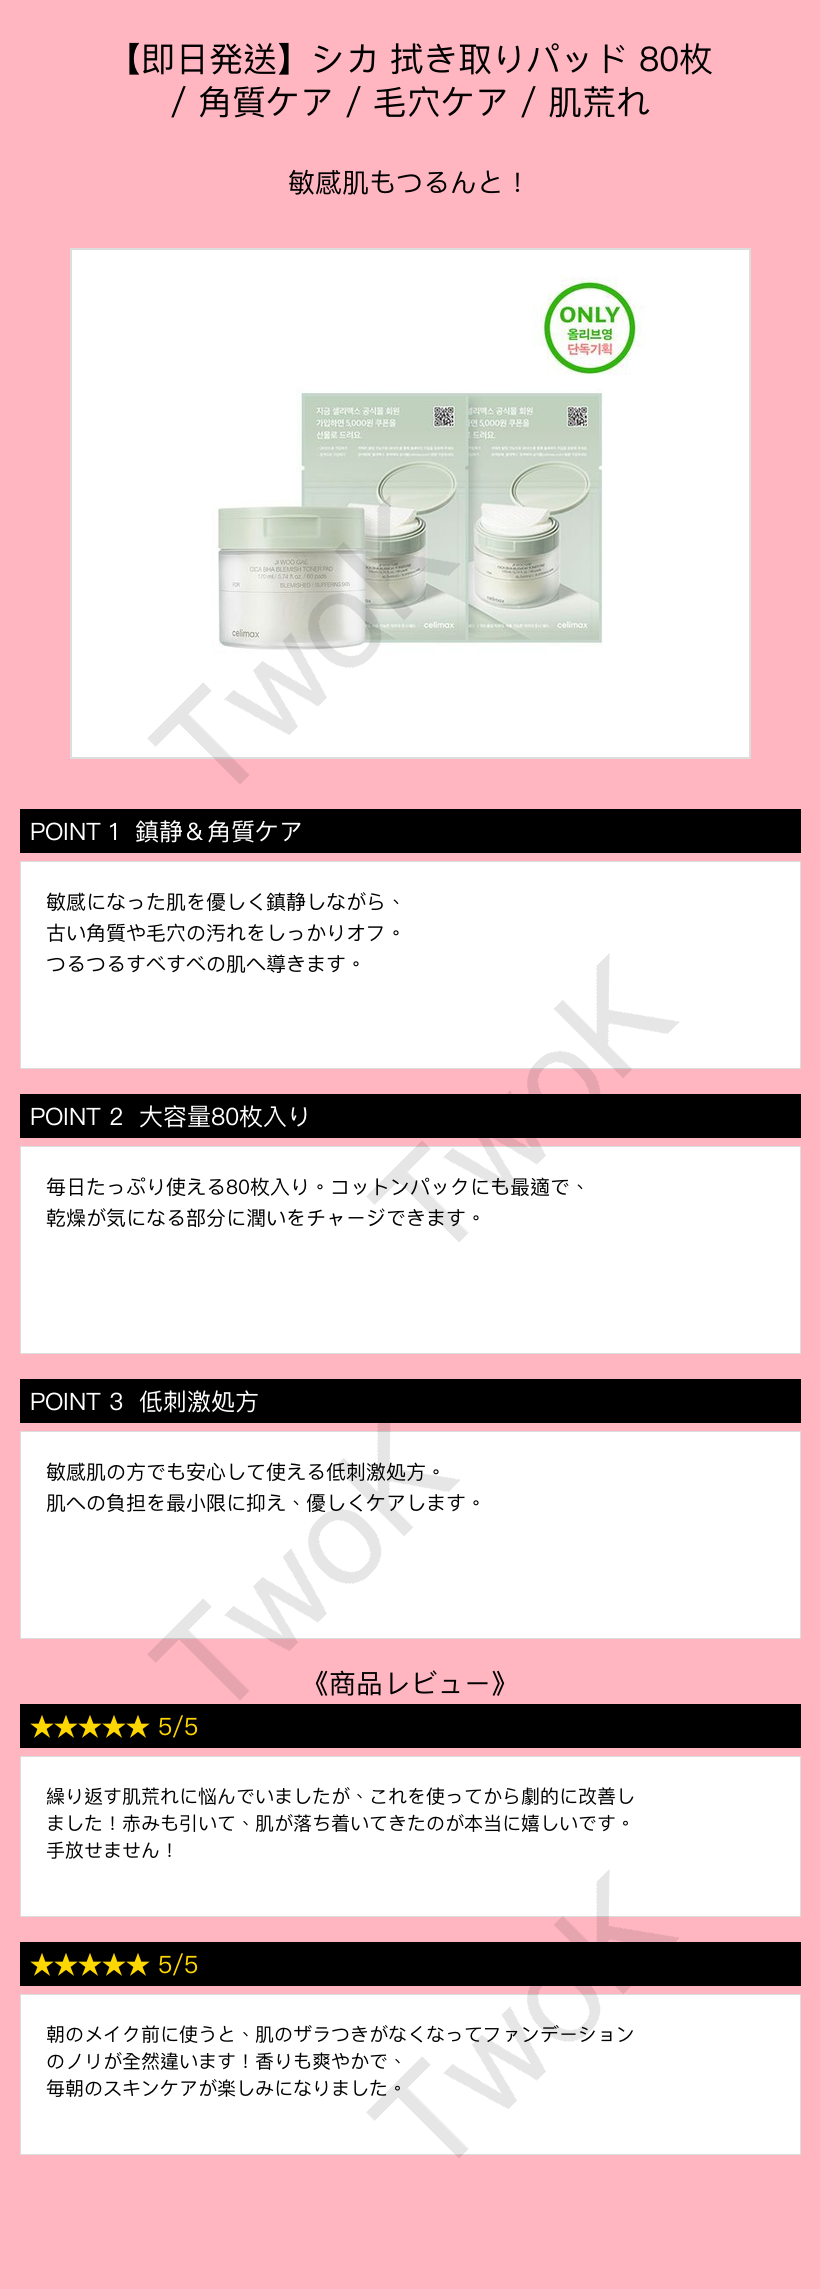 【即日発送】シカ 拭き取りパッド 80枚
/ 角質ケア / 毛穴ケア / 肌荒れ
敏感肌もつるんと！
ONLY
올리브영
단독기획
지금 셀리맥스 공식몰 회원
가입하면 5,000원 쿠폰을
선물로 드려요.
리맥스 공식몰 회원
면 5,000원 쿠폰을
드려요.
JIWOO GAE
CICA BHA BLEMISH TONER PAD
170 ml / 5.74 fl.oz. / 80 pads
FOR
BLEMISHED / SUFFERING SKIN
celimax
celimax
celimax
TwoK
POINT 1 鎮静＆角質ケア
敏感になった肌を優しく鎮静しながら、
古い角質や毛穴の汚れをしっかりオフ。
つるつるすべすべの肌へ導きます。
TwoK
POINT 2 大容量80枚入り
毎日たっぷり使える80枚入り。コットンパックにも最適で、
乾燥が気になる部分に潤いをチャージできます。
POINT 3 低刺激処方
敏感肌の方でも安心して使える低刺激処方。
肌への負担を最小限に抑え、優しくケアします。
TwoK
《商品レビュー》
★★★★★ 5/5
繰り返す肌荒れに悩んでいましたが、これを使ってから劇的に改善し
ました！赤みも引いて、肌が落ち着いてきたのが本当に嬉しいです。
手放せません！
★★★★★ 5/5
朝のメイク前に使うと、肌のザラつきがなくなってファンデーション
のノリが全然違います！香りも爽やかで、
毎朝のスキンケアが楽しみになりました。
TwoK